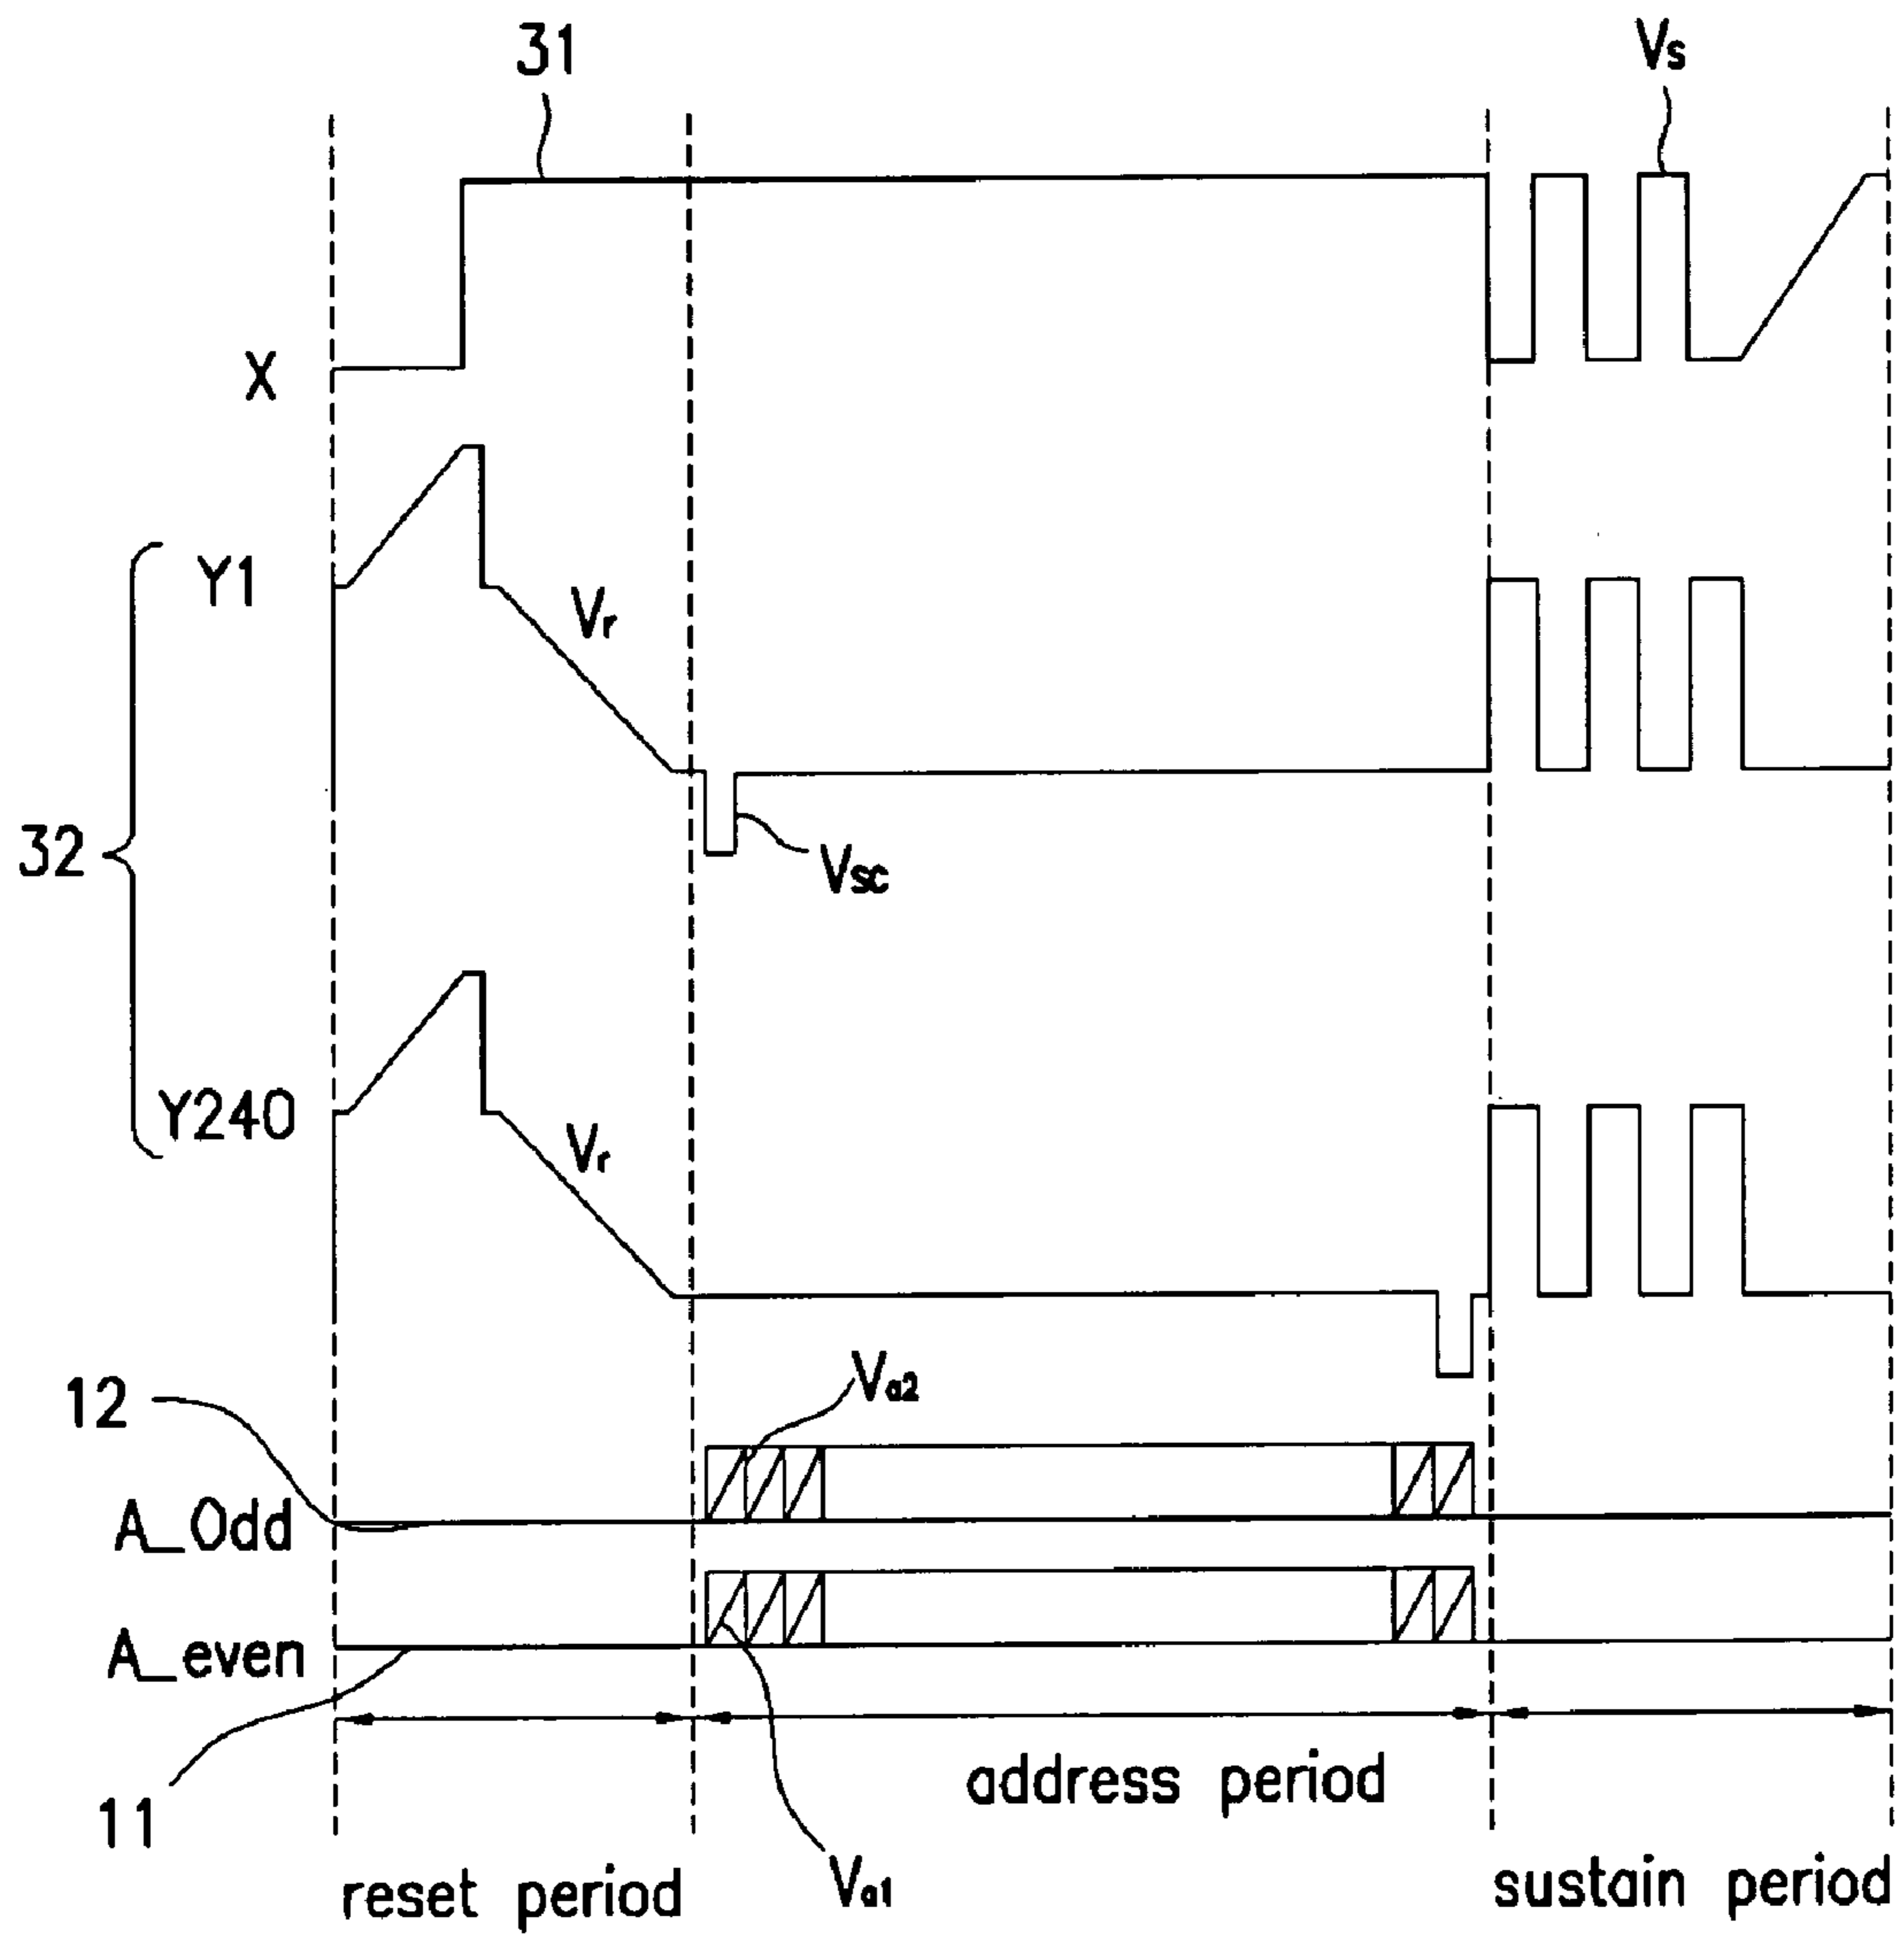 31
Vs
X
Y1
Vr
32
Vsc
Y240
Vr
12
Va2
A_Odd
A_even
11
address period
Va1
reset period
sustain period